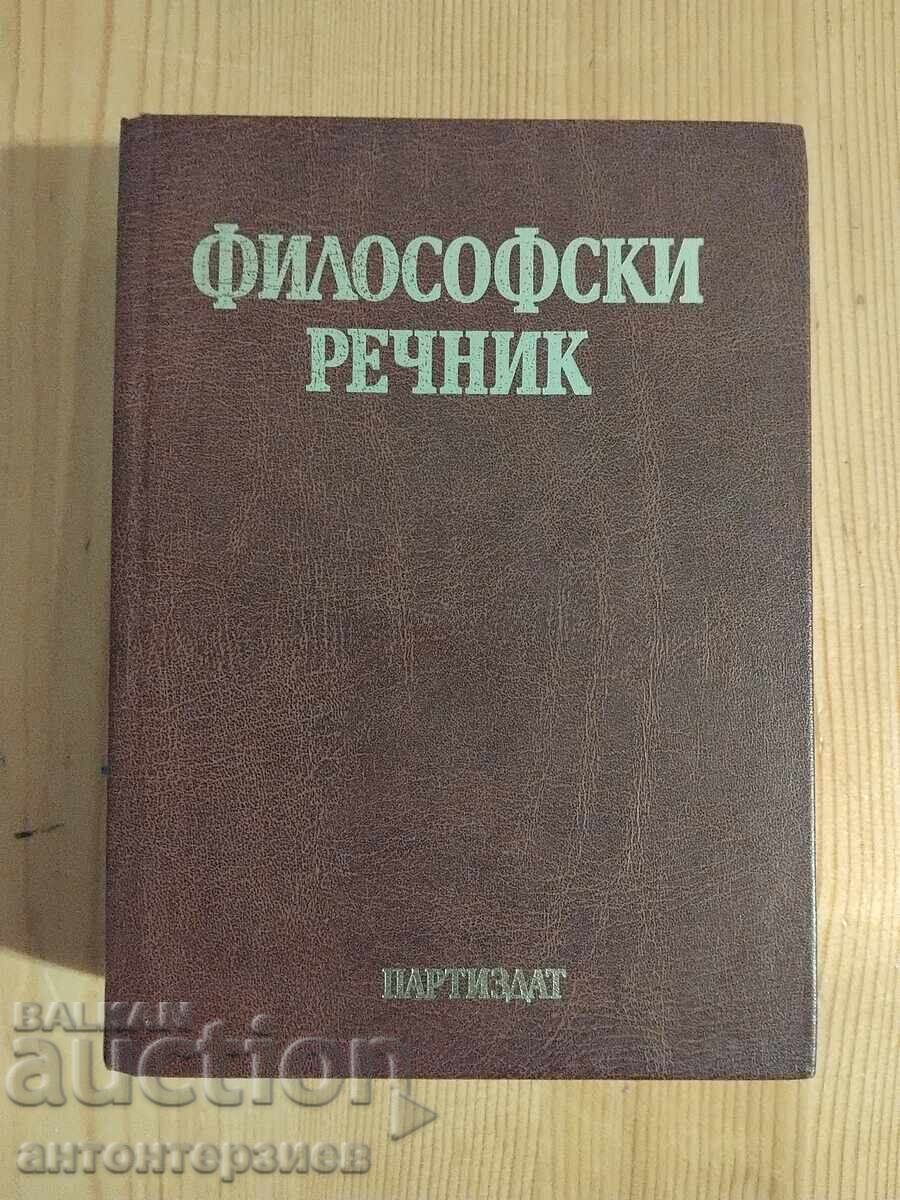 ФИЛОСОФСКИ
РЕЧНИК
ПАРТИЗДАТ
BALKAN
auction
антонтерзиев